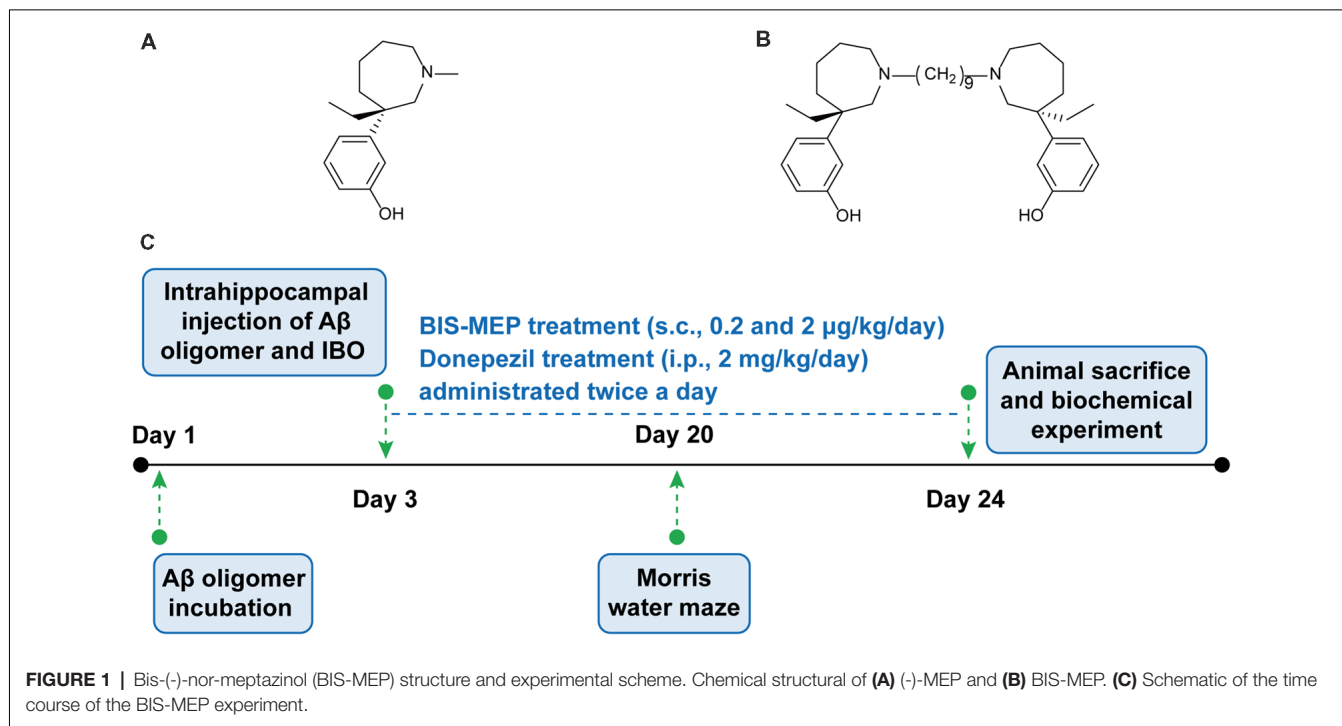 A
N
OH
B
N
(CH2)9
N
OH
HO
C
Intrahippocampal
injection of Aβ
oligomer and IBO
BIS-MEP treatment (s.c., 0.2 and 2 μg/kg/day)
Donepezil treatment (i.p., 2 mg/kg/day)
administrated twice a day
Animal sacrifice
and biochemical
experiment
Day 1
Day 20
Day 3
Day 24
Aβ oligomer
incubation
Morris
water maze
FIGURE 1 | Bis-(-)-nor-meptazinol (BIS-MEP) structure and experimental scheme. Chemical structural of (A) (-)-MEP and (B) BIS-MEP. (C) Schematic of the time
course of the BIS-MEP experiment.